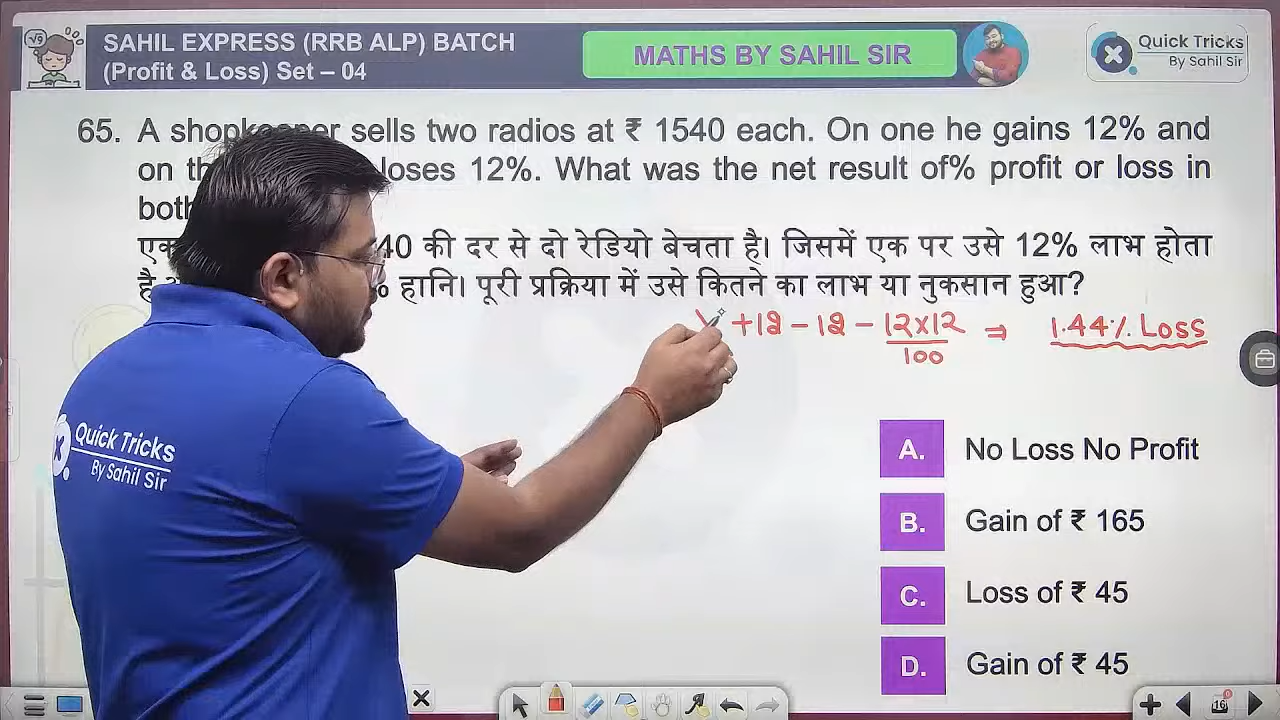 SAHIL EXPRESS (RRB ALP) BATCH
(Profit & Loss) Set – 04
MATHS BY SAHIL SIR
Quick Tricks
By Sahil Sir
65. A shopkeeper sells two radios at ₹ 1540 each. On one he gains 12% and
on loses 12%. What was the net result of% profit or loss in
both
40 की दर से दो रेडियो बेचता है। जिसमें एक पर उसे 12% लाभ होता
है हानि। पूरी प्रक्रिया में उसे कितने का लाभ या नुकसान हुआ?
+12 – 12 – 12×12 ⇒ 1.44% Loss
100
A. No Loss No Profit
B. Gain of ₹ 165
C. Loss of ₹ 45
D. Gain of ₹ 45
Quick Tricks
By Sahil Sir
16